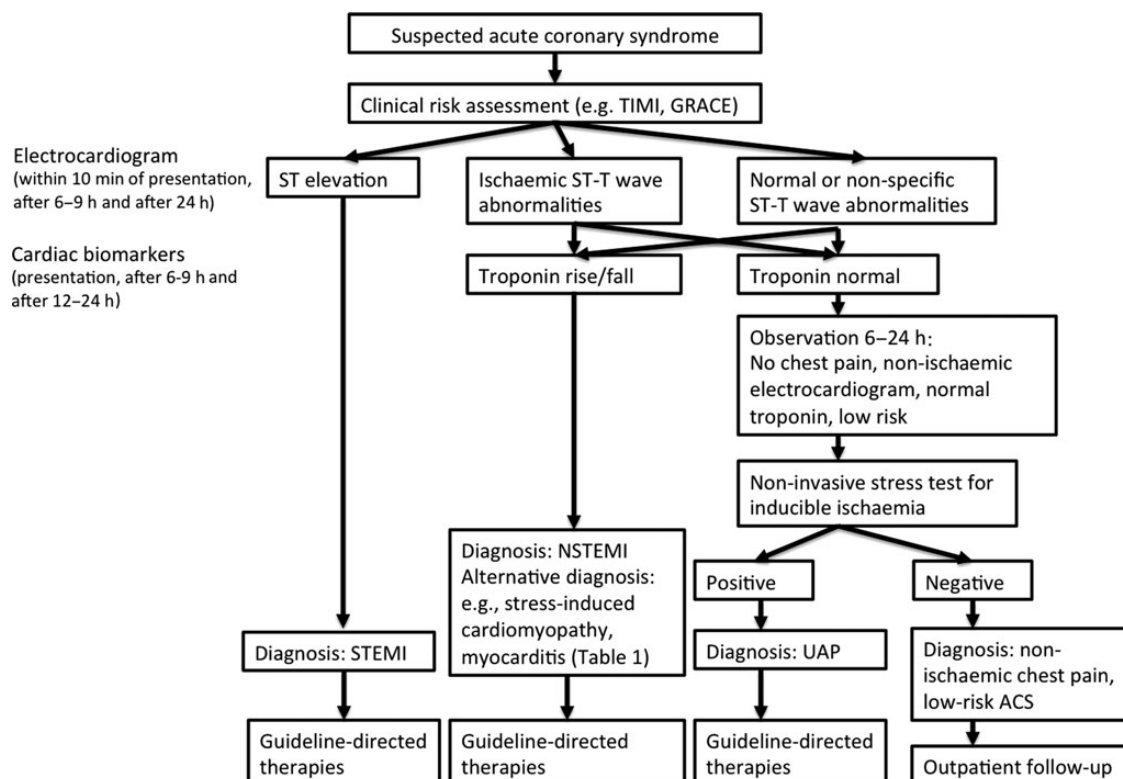 Suspected acute coronary syndrome
Clinical risk assessment (e.g. TIMI, GRACE)
Electrocardiogram
(within 10 min of presentation,
after 6–9 h and after 24 h)
ST elevation
Ischaemic ST-T wave
abnormalities
Normal or non-specific
ST-T wave abnormalities
Cardiac biomarkers
(presentation, after 6-9 h and
after 12–24 h)
Troponin rise/fall
Troponin normal
Observation 6–24 h:
No chest pain, non-ischaemic
electrocardiogram, normal
troponin, low risk
Non-invasive stress test for
inducible ischaemia
Diagnosis: NSTEMI
Alternative diagnosis:
e.g., stress-induced
cardiomyopathy,
myocarditis (Table 1)
Positive
Negative
Diagnosis: STEMI
Diagnosis: UAP
Diagnosis: non-
ischaemic chest pain,
low-risk ACS
Guideline-directed
therapies
Guideline-directed
therapies
Guideline-directed
therapies
Outpatient follow-up